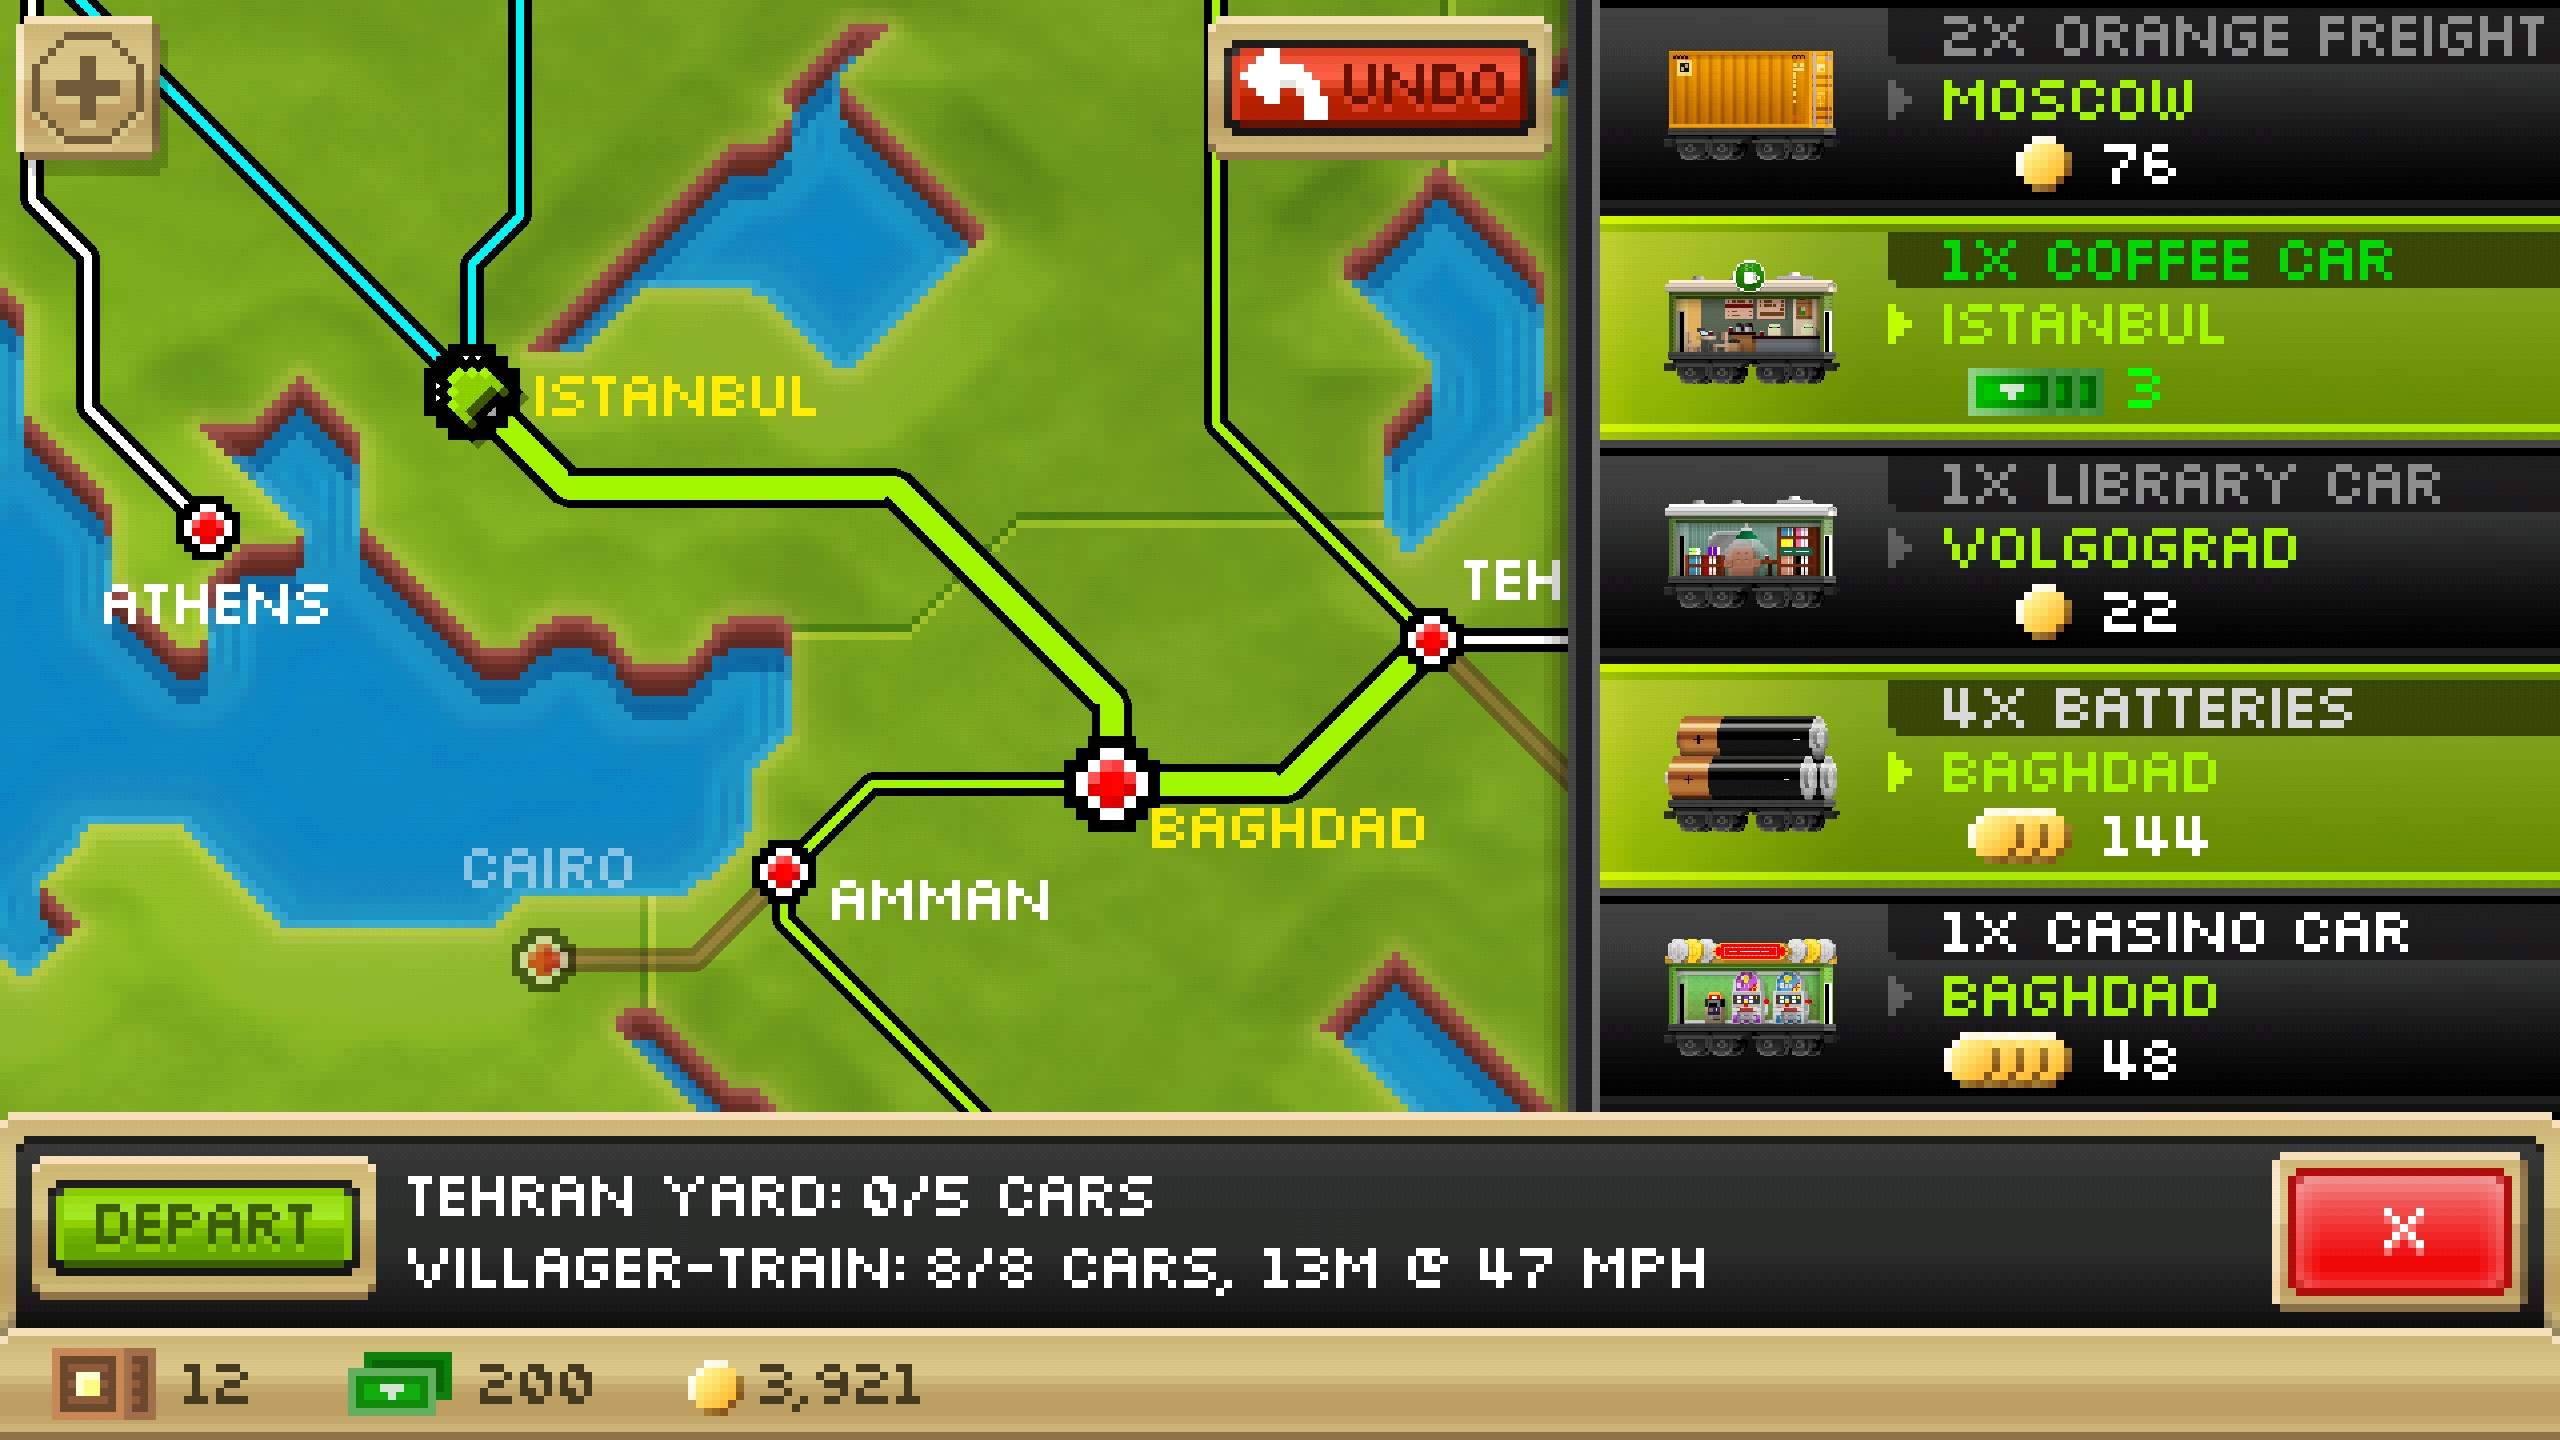 UNDO
ISTANBUL
ATHENS
TEH
BAGHDAD
CAIRO
AMMAN
2X ORANGE FREIGHT
MOSCOW
76
1X COFFEE CAR
ISTANBUL
3
1X LIBRARY CAR
VOLGOGRAD
22
4X BATTERIES
BAGHDAD
144
1X CASINO CAR
BAGHDAD
48
DEPART
TEHRAN YARD: 0/5 CARS
VILLAGER-TRAIN: 8/8 CARS, 13M @ 47 MPH
X
12 200 3,921